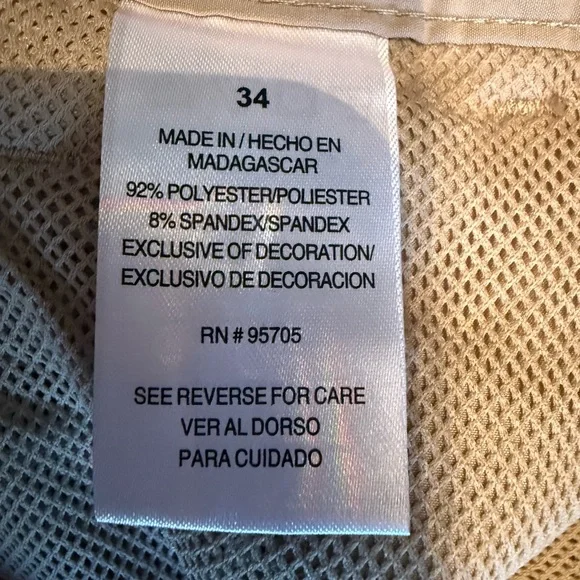 34
MADE IN/HECHO EN
MADAGASCAR
92% POLYESTER/POLIESTER
8% SPANDEX/SPANDEX
EXCLUSIVE OF DECORATION/
EXCLUSIVO DE DECORACION
RN # 95705
SEE REVERSE FOR CARE
VER AL DORSO
PARA CUIDADO